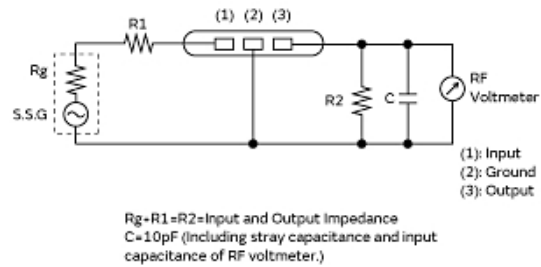 (1) (2) (3)
R1
Rg
S.S.G
R2
C
RF
Voltmeter
(1): Input
(2): Ground
(3): Output
Rg+R1=R2=Input and Output Impedance
C=10pF (Including stray capacitance and input
capacitance of RF voltmeter.)